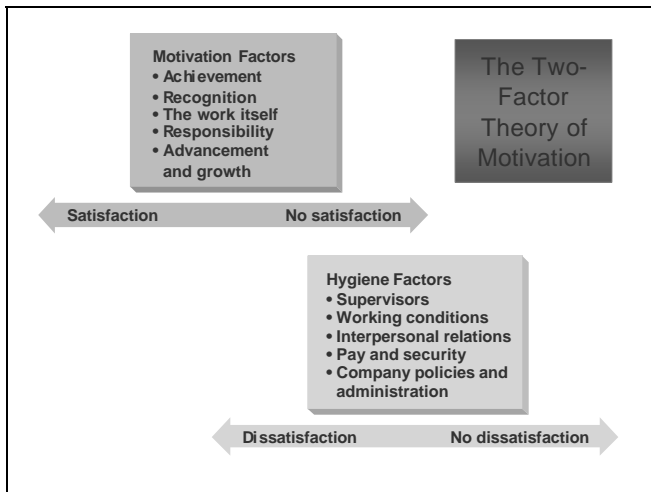 Motivation Factors
• Achievement
• Recognition
• The work itself
• Responsibility
• Advancement
and growth
The Two-
Factor
Theory of
Motivation
Satisfaction No satisfaction
Hygiene Factors
• Supervisors
• Working conditions
• Interpersonal relations
• Pay and security
• Company policies and
administration
Dissatisfaction No dissatisfaction